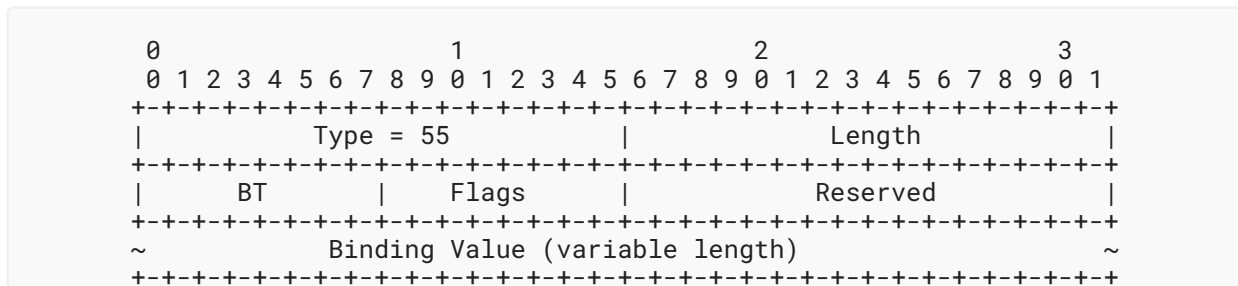 0                   1                   2                   3
 0 1 2 3 4 5 6 7 8 9 0 1 2 3 4 5 6 7 8 9 0 1 2 3 4 5 6 7 8 9 0 1
+-+-+-+-+-+-+-+-+-+-+-+-+-+-+-+-+-+-+-+-+-+-+-+-+-+-+-+-+-+-+-+-+
|           Type = 55           |             Length            |
+-+-+-+-+-+-+-+-+-+-+-+-+-+-+-+-+-+-+-+-+-+-+-+-+-+-+-+-+-+-+-+-+
|      BT       |    Flags      |            Reserved           |
+-+-+-+-+-+-+-+-+-+-+-+-+-+-+-+-+-+-+-+-+-+-+-+-+-+-+-+-+-+-+-+-+
~            Binding Value (variable length)                    ~
+-+-+-+-+-+-+-+-+-+-+-+-+-+-+-+-+-+-+-+-+-+-+-+-+-+-+-+-+-+-+-+-+